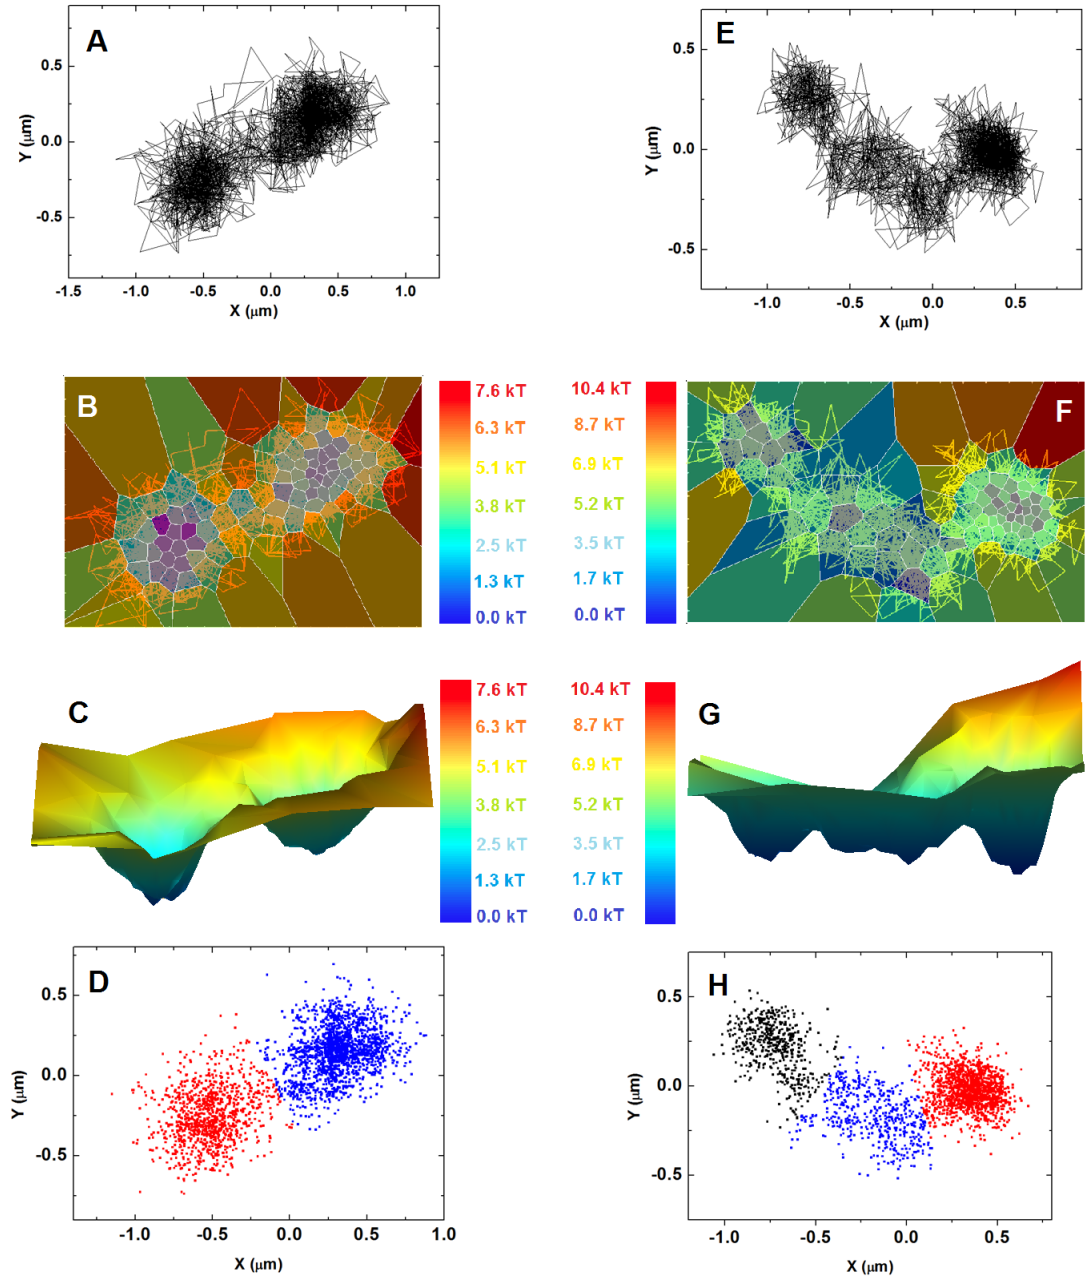 A
Y (μm)
0.5
0.0
-0.5
-1.5 -1.0 -0.5 0.0 0.5 1.0
X (μm)
E
Y (μm)
0.5
0.0
-0.5
-1.0 -0.5 0.0 0.5
X (μm)
B
7.6 kT
6.3 kT
5.1 kT
3.8 kT
2.5 kT
1.3 kT
0.0 kT
10.4 kT
8.7 kT
6.9 kT
5.2 kT
3.5 kT
1.7 kT
0.0 kT
F
C
7.6 kT
6.3 kT
5.1 kT
3.8 kT
2.5 kT
1.3 kT
0.0 kT
10.4 kT
8.7 kT
6.9 kT
5.2 kT
3.5 kT
1.7 kT
0.0 kT
G
D
Y (μm)
0.5
0.0
-0.5
-1.0 -0.5 0.0 0.5 1.0
X (μm)
H
Y (μm)
0.5
0.0
-0.5
-1.0 -0.5 0.0 0.5
X (μm)